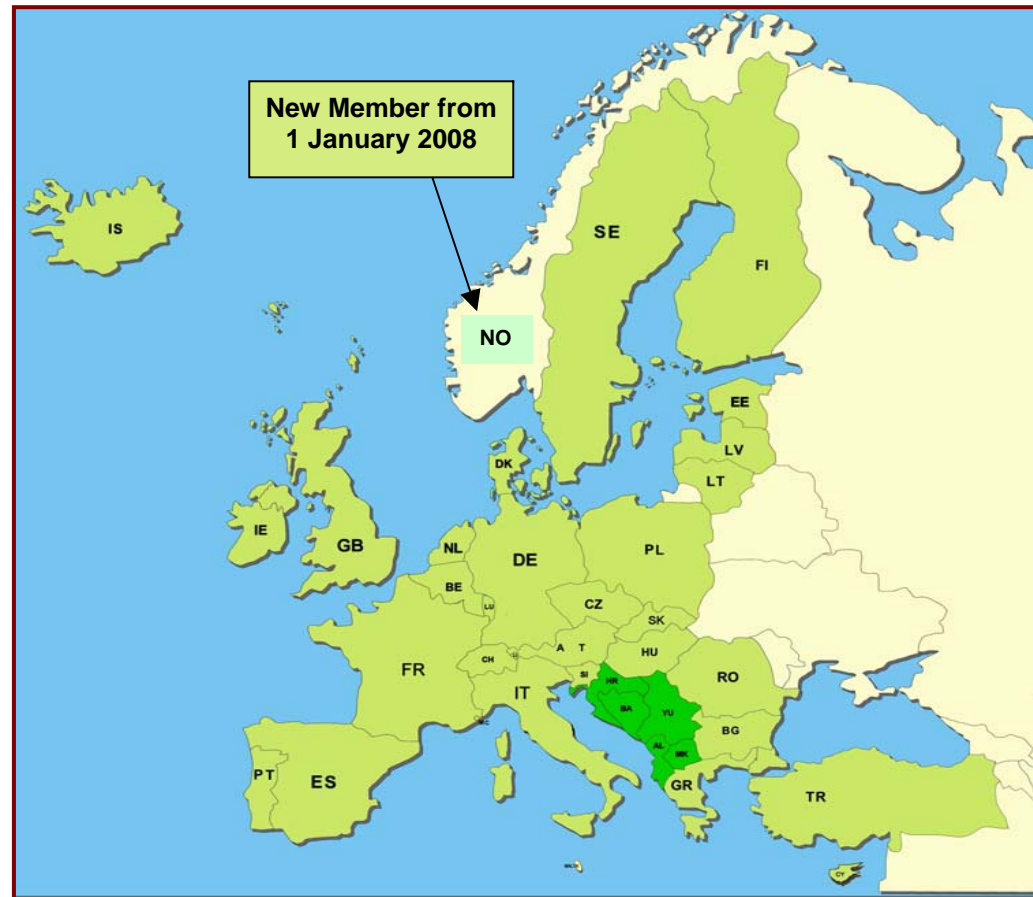 New Member from
1 January 2008
IS
SE
FI
NO
EE
LV
LT
DK
IE
GB
NL
DE
PL
BE
LU
CZ
SK
FR
CH
A T
HU
SI
HR
RO
IT
BA
YU
MC
BG
AL
MK
PT
ES
GR
TR
CY